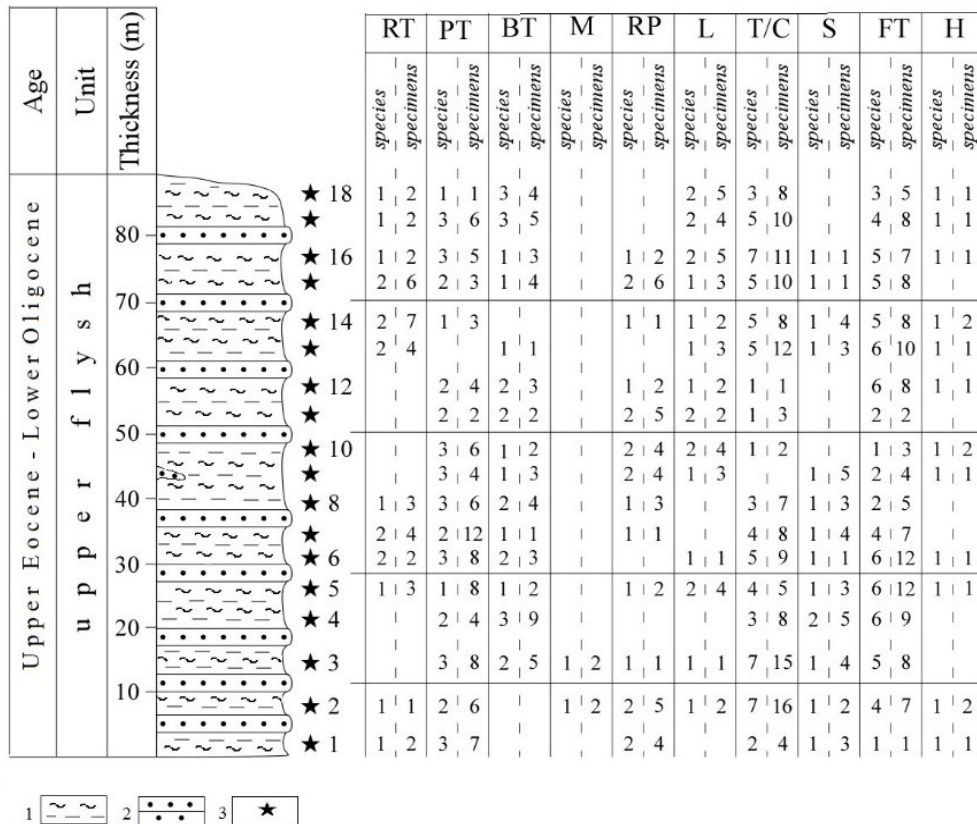 Age Unit Thickness (m) RT PT BT M RP L T/C S FT H
species specimens species specimens species specimens species specimens species specimens species specimens species specimens species specimens species specimens species specimens
Upper Eocene - Lower Oligocene
upper flysch
18 1 2 1 1 3 4 2 5 3 8 3 5 1 1
1 2 3 6 3 5 2 4 5 10 4 8 1 1
80
16 1 2 3 5 1 3 1 2 2 5 7 11 1 1 5 7 1 1
2 6 2 3 1 4 2 6 1 3 5 10 1 1 5 8
70
14 2 7 1 3 1 1 1 2 5 8 1 4 5 8 1 2
2 4 1 1 1 3 5 12 1 3 6 10 1 1
60
12 2 4 2 3 1 2 1 2 1 1 6 8 1 1
2 2 2 2 2 5 2 2 1 3 2 2
50
10 3 6 1 2 2 4 2 4 1 2 1 3 1 2
3 4 1 3 2 4 1 3 1 5 2 4 1 1
40
8 1 3 3 6 2 4 1 3 3 7 1 3 2 5
2 4 2 12 1 1 1 1 4 8 1 4 4 7
30
6 2 2 3 8 2 3 1 1 5 9 1 1 6 12 1 1
5 1 3 1 8 1 2 1 2 2 4 4 5 1 3 6 12 1 1
20
4 2 4 3 9 3 8 2 5 6 9
3 3 8 2 5 1 2 1 1 1 1 7 15 1 4 5 8
10
2 1 1 2 6 1 2 2 5 1 2 7 16 1 2 4 7 1 2
1 1 2 3 7 2 4 2 4 1 3 1 1 1 1
1 2 3